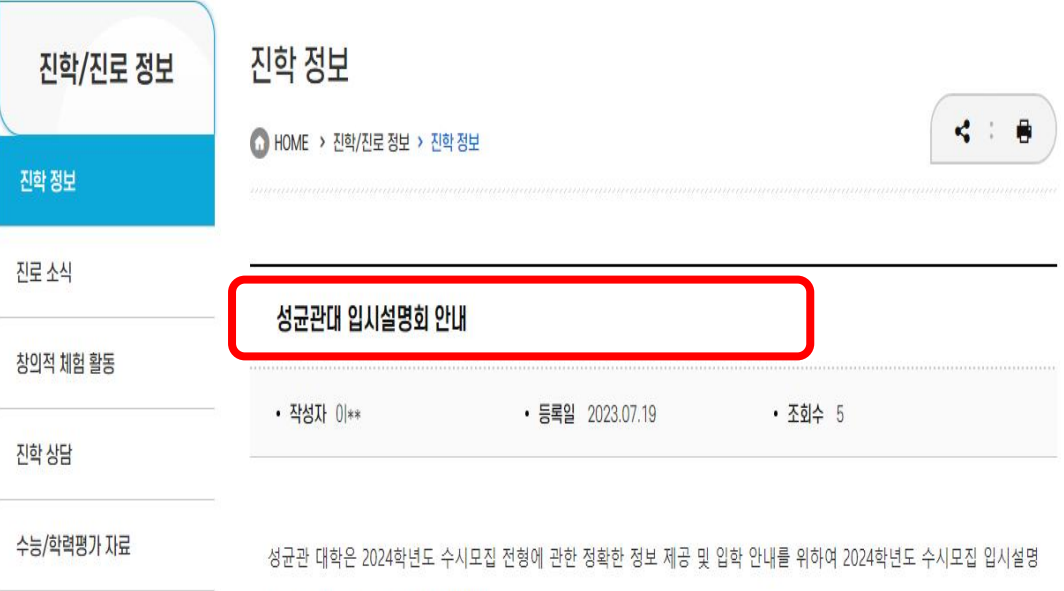 진학/진로 정보
진학 정보
진로 소식
창의적 체험 활동
진학 상담
수능/학력평가 자료
진학 정보
HOME > 진학/진로 정보 > 진학 정보
성균관대 입시설명회 안내
• 작성자 이** • 등록일 2023.07.19 • 조회수 5
성균관 대학은 2024학년도 수시모집 전형에 관한 정확한 정보 제공 및 입학 안내를 위하여 2024학년도 수시모집 입시설명